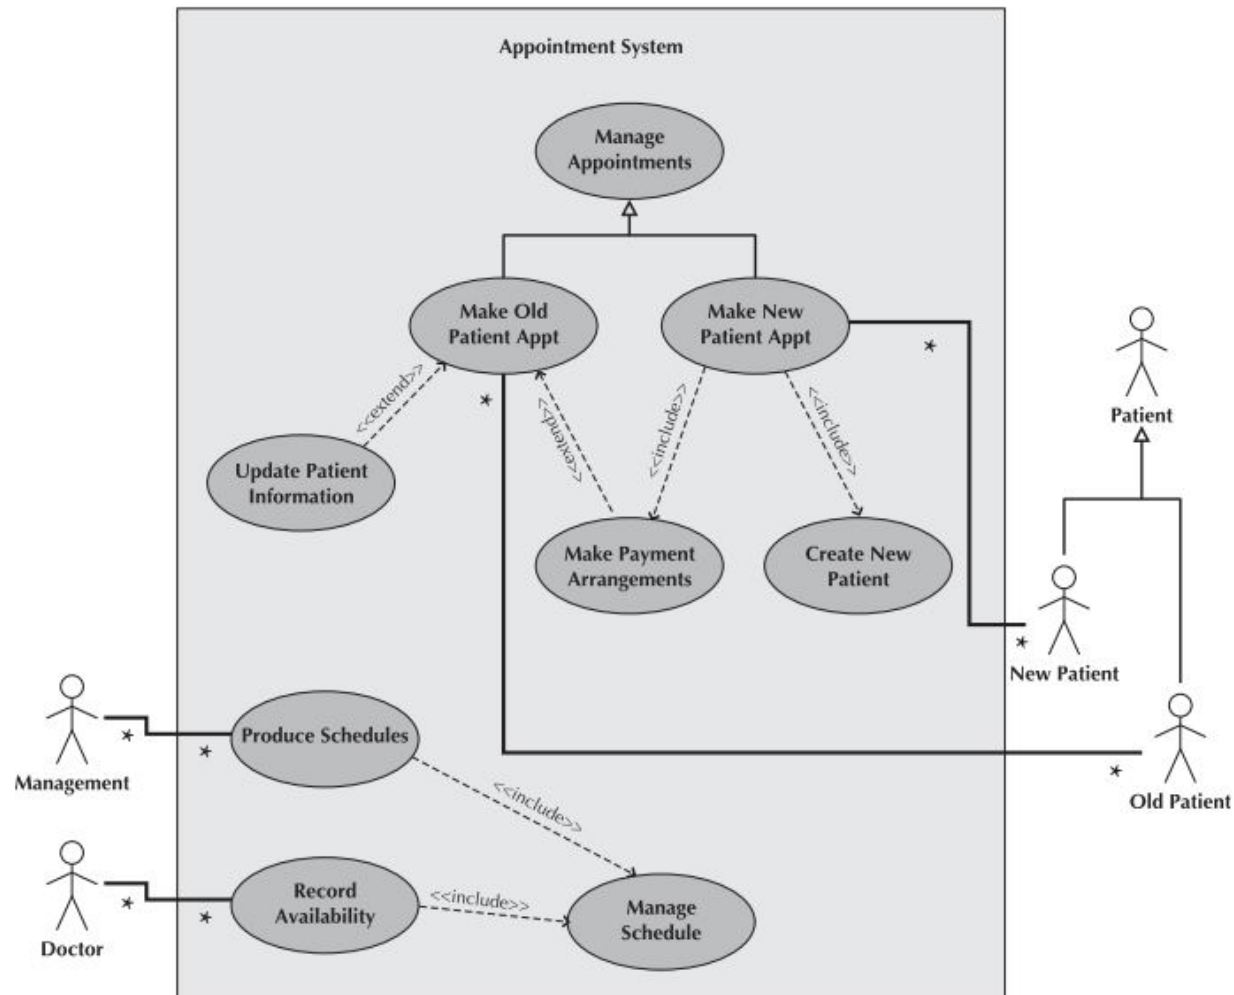 Appointment System
Manage
Appointments
Make Old
Patient Appt
Make New
Patient Appt
*
*
<<extend>>
<<extend>>
<<include>>
<<include>>
Patient
Update Patient
Information
Make Payment
Arrangements
Create New
Patient
*
New Patient
Management
*
*
Produce Schedules
*
Old Patient
<<include>>
Doctor
*
*
Record
Availability
<<include>>
Manage
Schedule